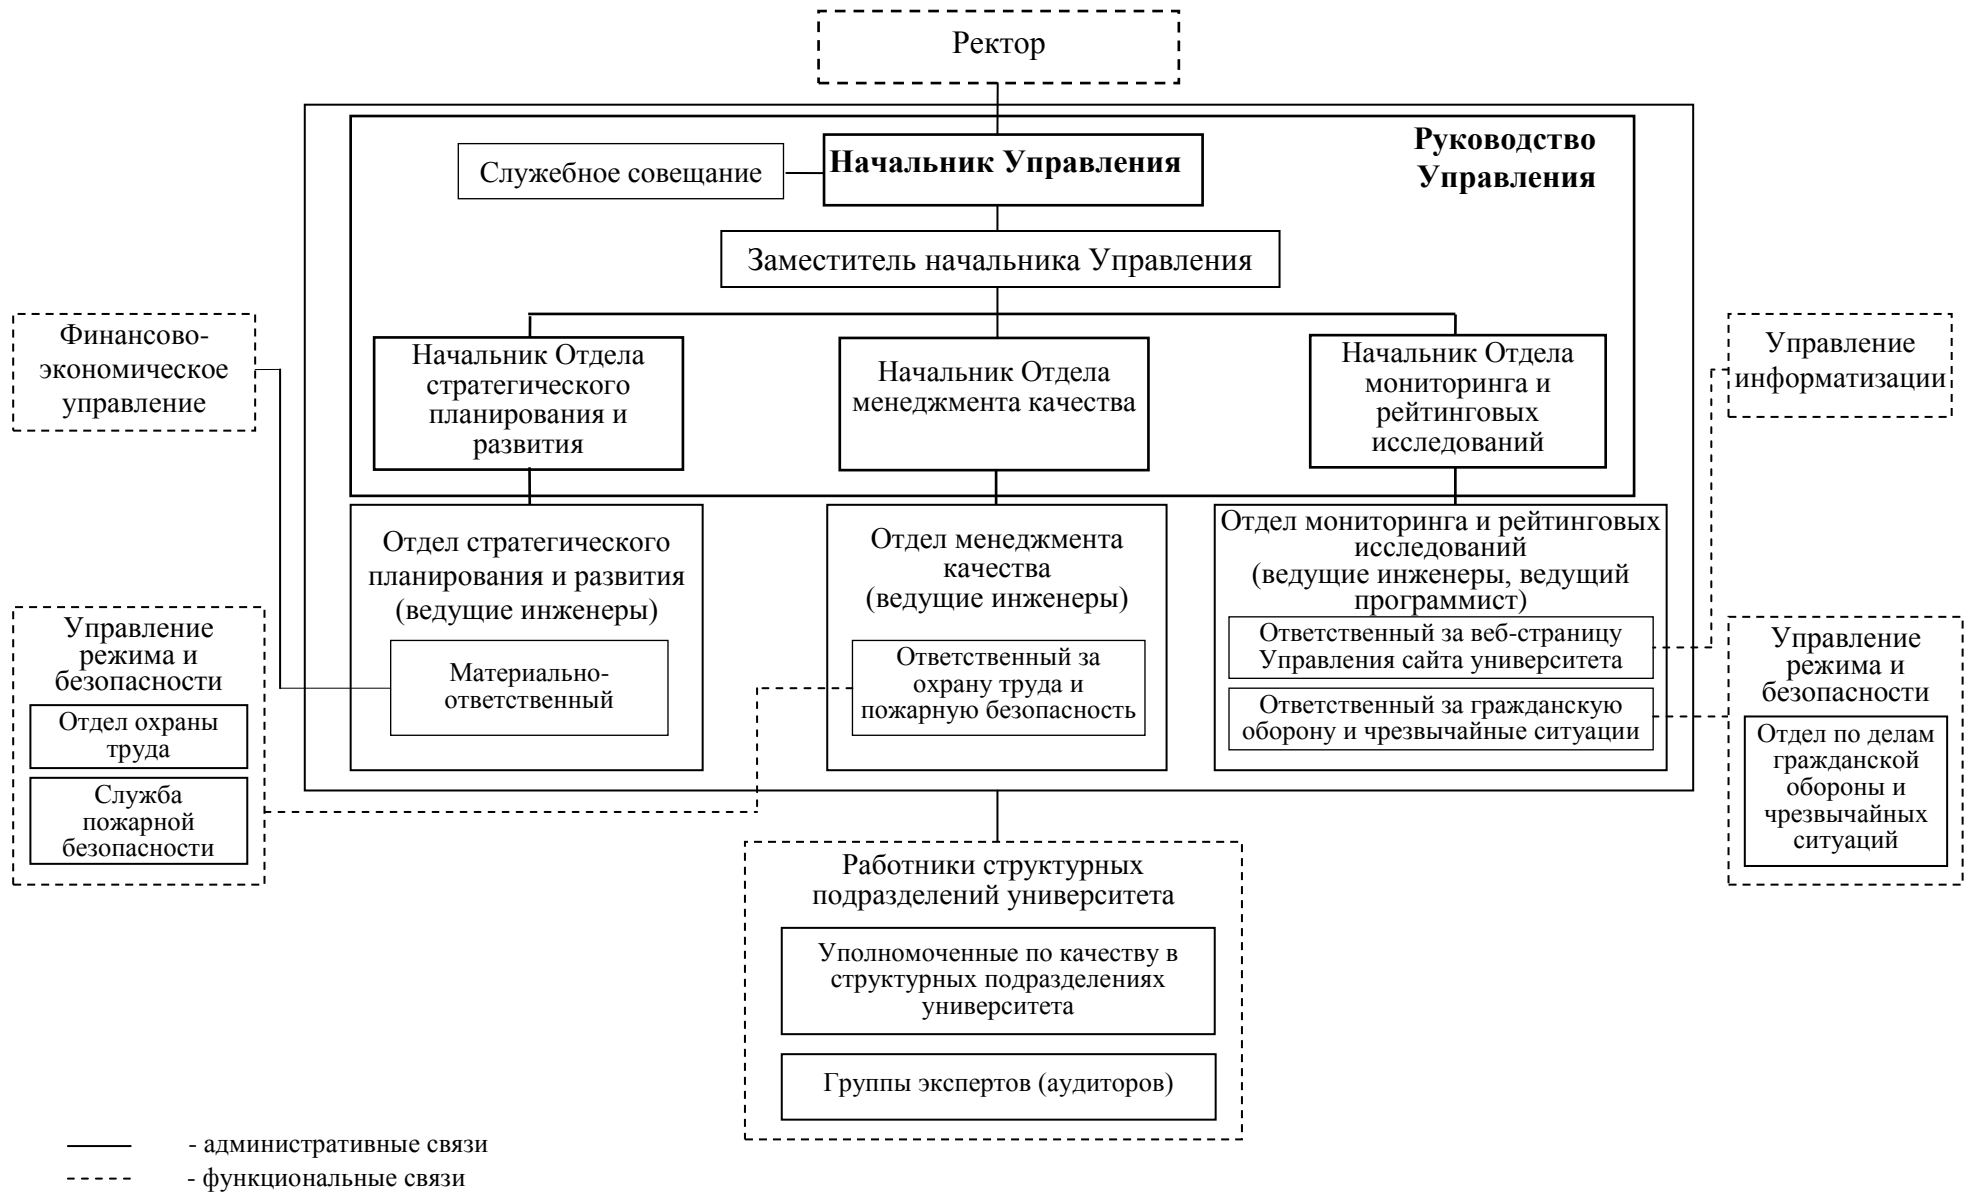 Ректор
Руководство
Управления
Начальник Управления
Служебное совещание
Заместитель начальника Управления
Финансово-
экономическое
управление
Начальник Отдела
стратегического
планирования и
развития
Начальник Отдела
менеджмента качества
Начальник Отдела
мониторинга и
рейтинговых
исследований
Управление
информатизации
Отдел стратегического
планирования и развития
(ведущие инженеры)
Материально-
ответственный
Отдел менеджмента
качества
(ведущие инженеры)
Ответственный за
охрану труда и
пожарную безопасность
Отдел мониторинга и рейтинговых
исследований
(ведущие инженеры, ведущий
программист)
Ответственный за веб-страницу
Управления сайта университета
Ответственный за гражданскую
оборону и чрезвычайные ситуации
Управление
режима и
безопасности
Отдел охраны
труда
Служба
пожарной
безопасности
Управление
режима и
безопасности
Отдел по делам
гражданской
обороны и
чрезвычайных
ситуаций
Работники структурных
подразделений университета
Уполномоченные по качеству в
структурных подразделениях
университета
Группы экспертов (аудиторов)
- административные связи
- функциональные связи